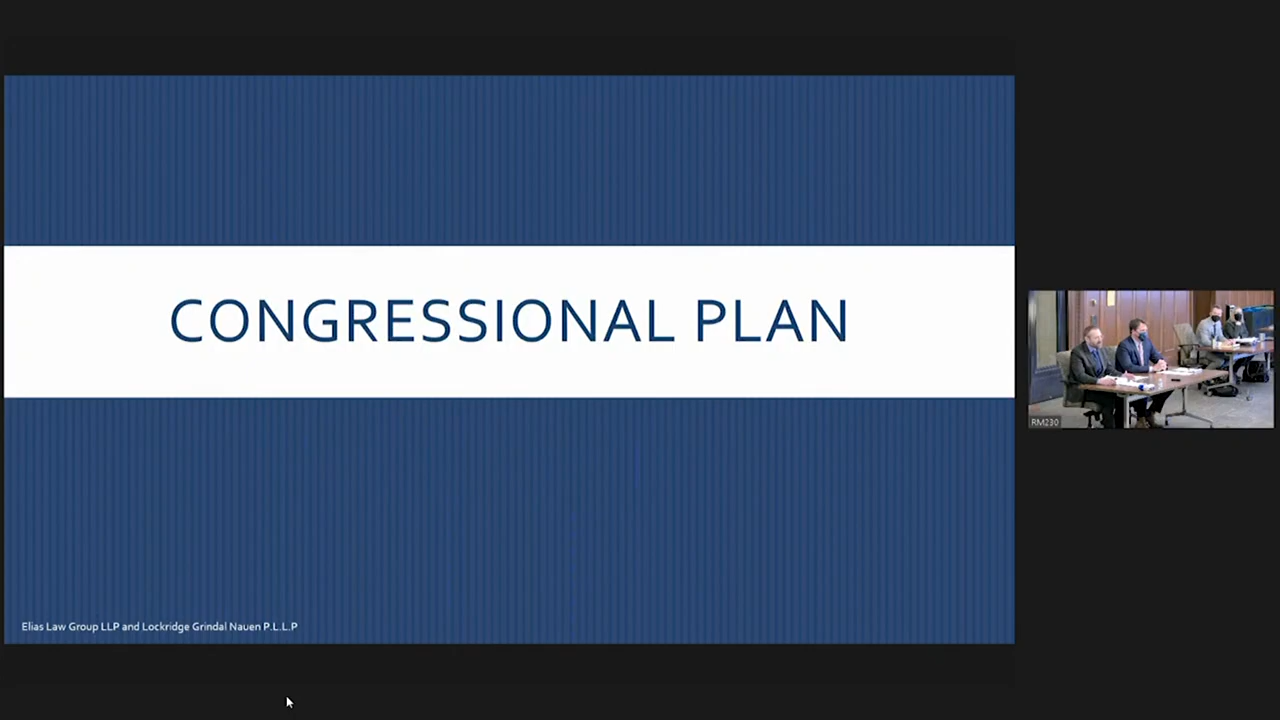 CONGRESSIONAL PLAN
Elias Law Group LLP and Lockridge Grindal Nauen P.L.L.P
RM230